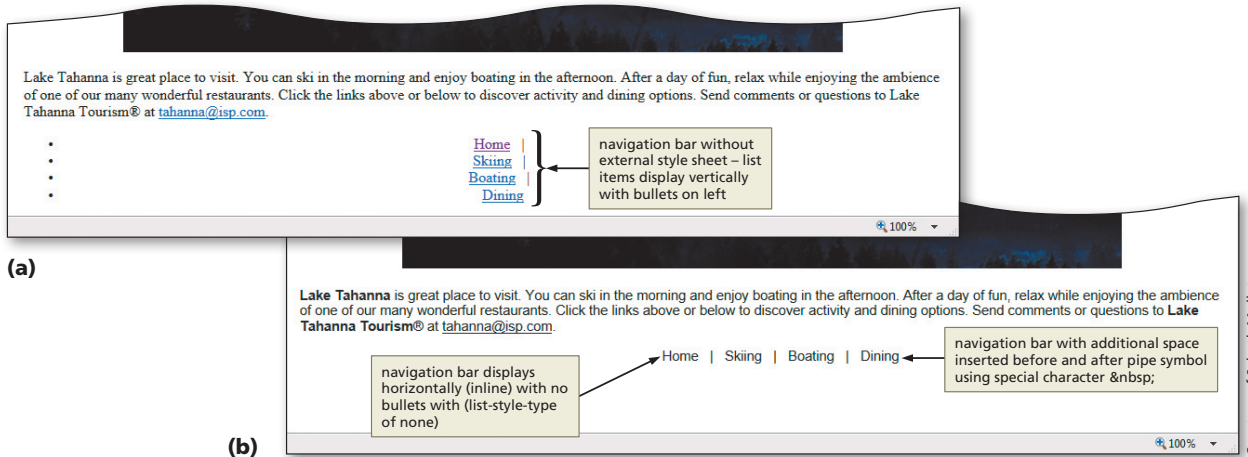 Lake Tahanna is great place to visit. You can ski in the morning and enjoy boating in the afternoon. After a day of fun, relax while enjoying the ambience
of one of our many wonderful restaurants. Click the links above or below to discover activity and dining options. Send comments or questions to Lake
Tahanna Tourism® at tahanna@isp.com.
• Home |
• Skiing |
• Boating |
• Dining
navigation bar without
external style sheet – list
items display vertically
with bullets on left
100%
(a)
Lake Tahanna is great place to visit. You can ski in the morning and enjoy boating in the afternoon. After a day of fun, relax while enjoying the ambience
of one of our many wonderful restaurants. Click the links above or below to discover activity and dining options. Send comments or questions to Lake
Tahanna Tourism® at tahanna@isp.com.
Home | Skiing | Boating | Dining
navigation bar with additional space
inserted before and after pipe symbol
using special character &nbsp;
navigation bar displays
horizontally (inline) with no
bullets with (list-style-type
of none)
100%
(b)